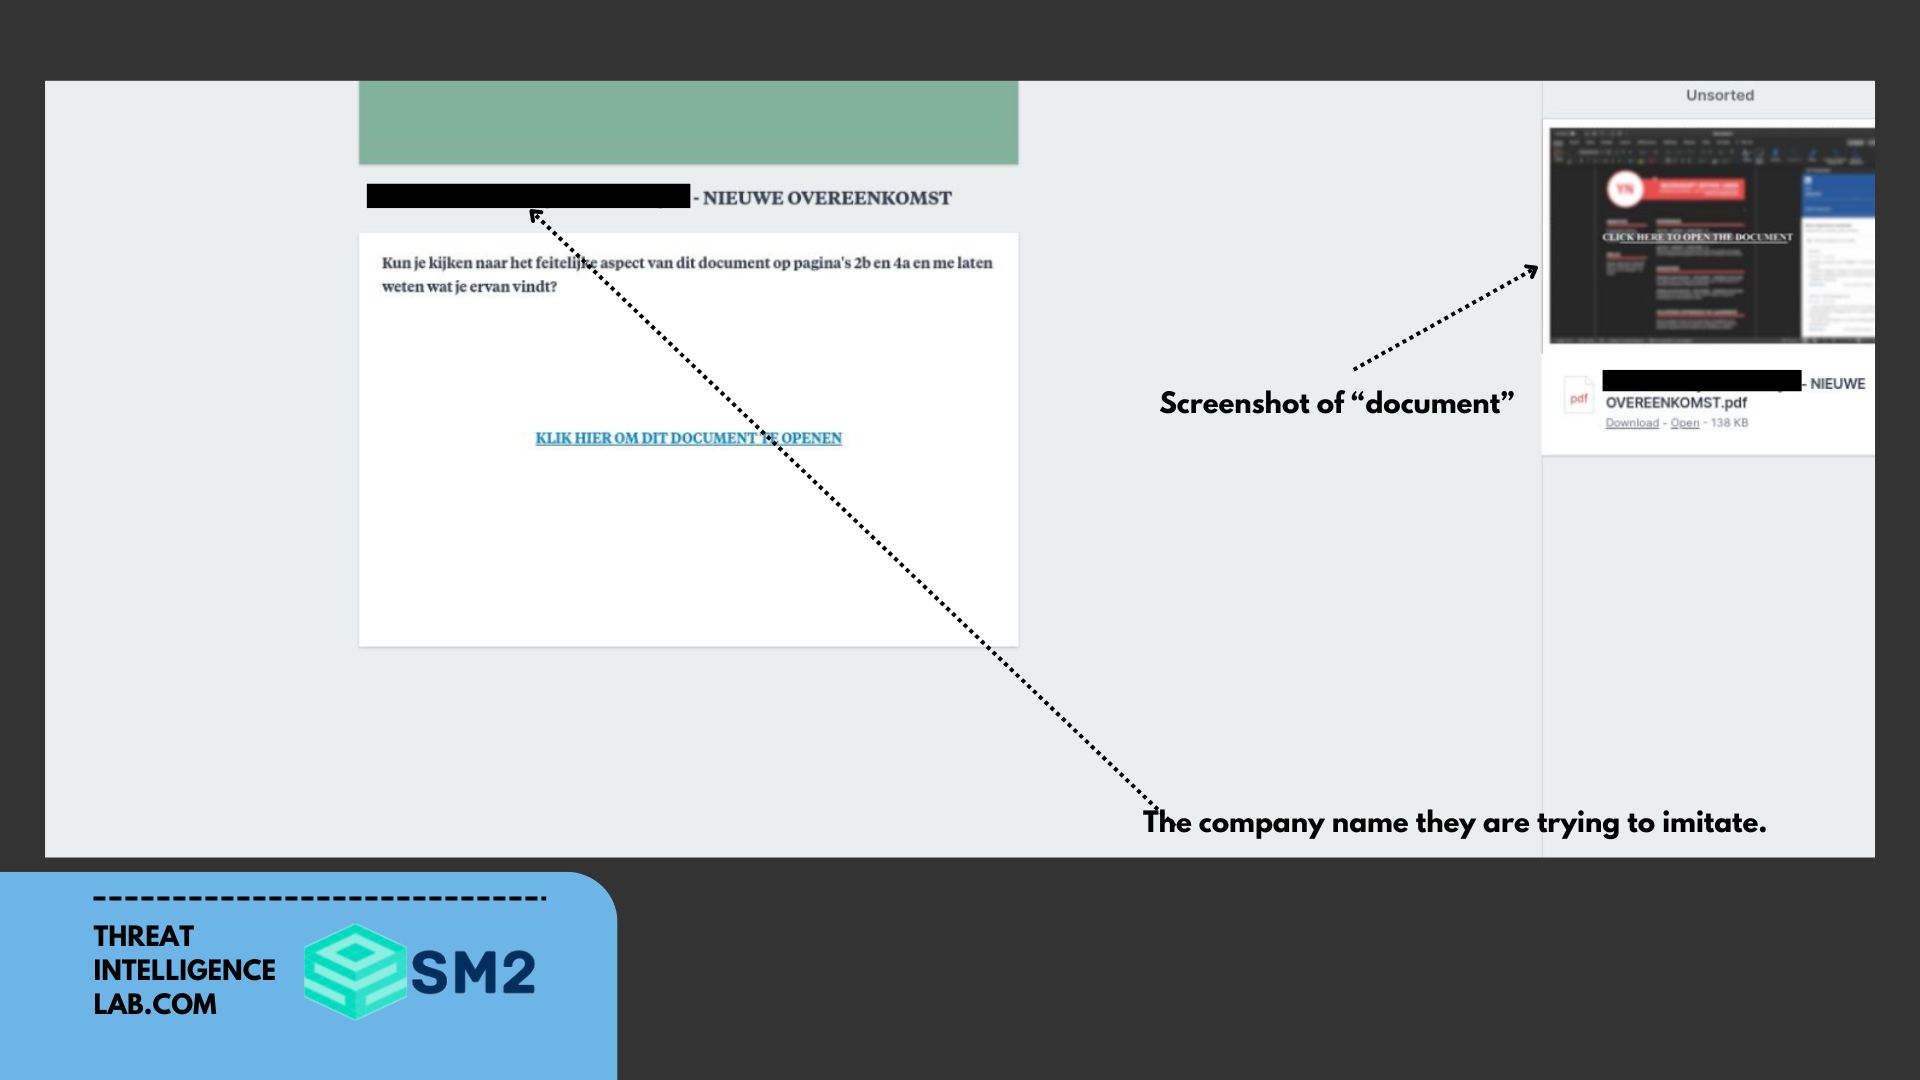 Unsorted
- NIEUWE OVEREENKOMST
Kun je kijken naar het feitelijke aspect van dit document op pagina's 2b en 4a en me laten
weten wat je ervan vindt?
KLIK HIER OM DIT DOCUMENT TE OPENEN
YN
CLICK HERE TO OPEN THE DOCUMENT
Screenshot of “document”
pdf
- NIEUWE
OVEREENKOMST.pdf
Download - Open - 138 KB
The company name they are trying to imitate.
THREAT
INTELLIGENCE
LAB.COM
SM2